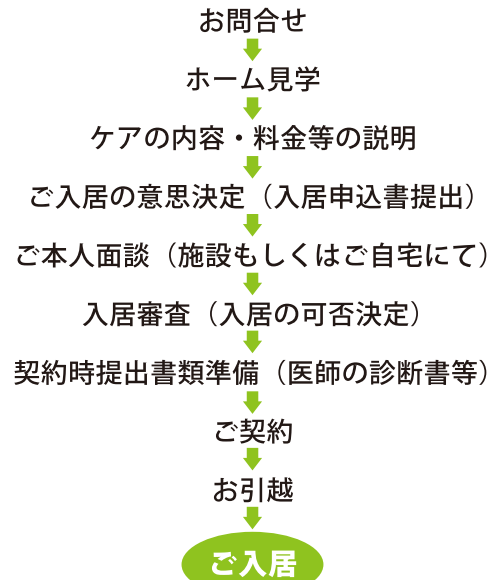 お問合せ
ホーム見学
ケアの内容・料金等の説明
ご入居の意思決定（入居申込書提出）
ご本人面談（施設もしくはご自宅にて）
入居審査（入居の可否決定）
契約時提出書類準備（医師の診断書等）
ご契約
お引越
ご入居